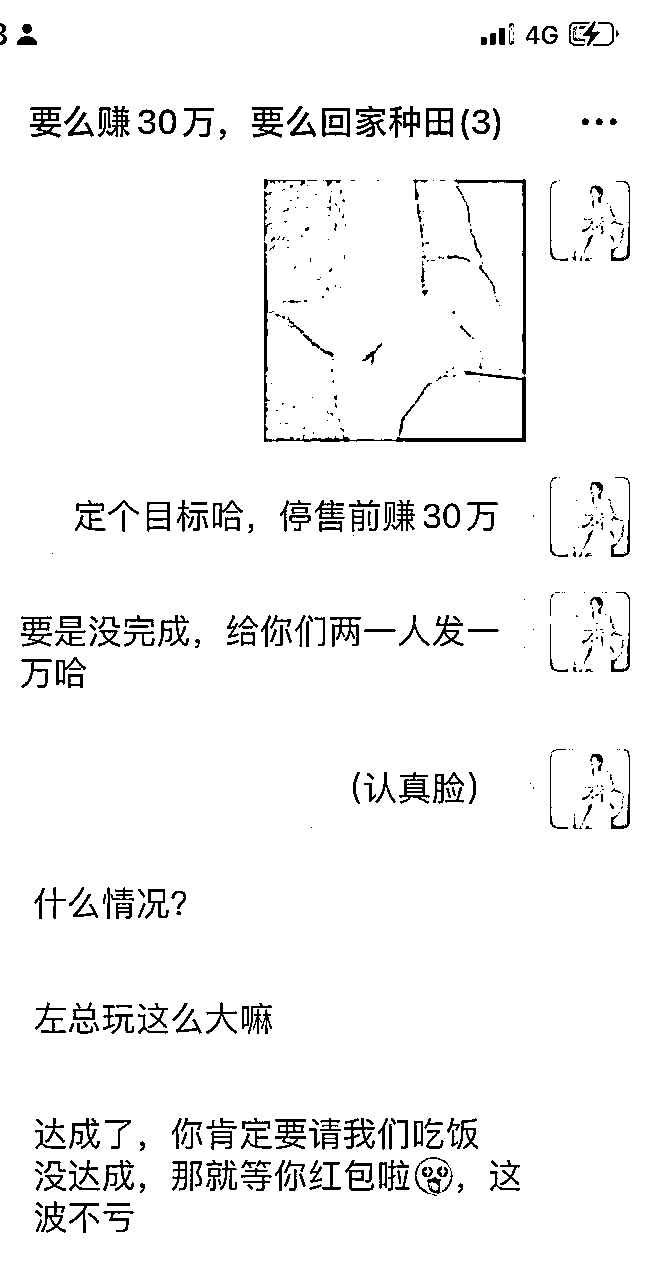 4G
要么赚30万，要么回家种田(3)
定个目标哈，停售前赚30万
要是没完成，给你们两一人发一
万哈
(认真脸)
什么情况?
左总玩这么大嘛
达成了，你肯定要请我们吃饭
没达成，那就等你红包啦，这
波不亏